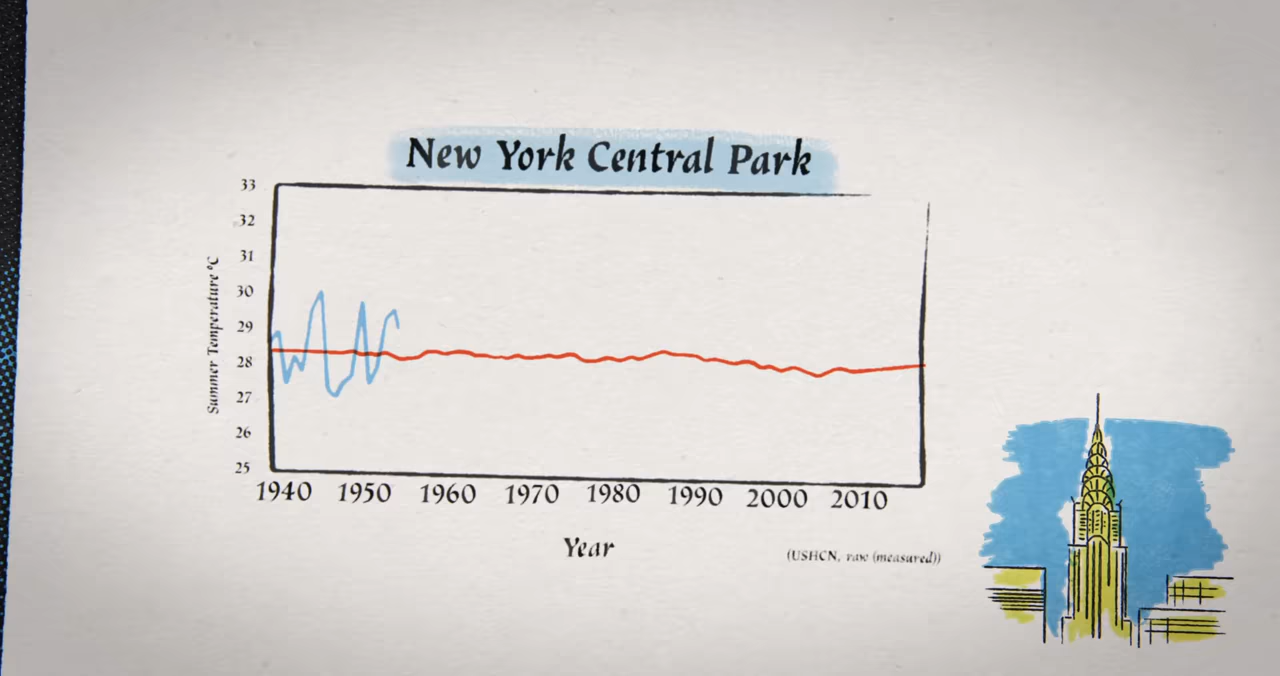 New York Central Park
33
32
31
30
29
28
27
26
25
Summer Temperature °C
1940 1950 1960 1970 1980 1990 2000 2010
Year
(USHCN, raw (measured))